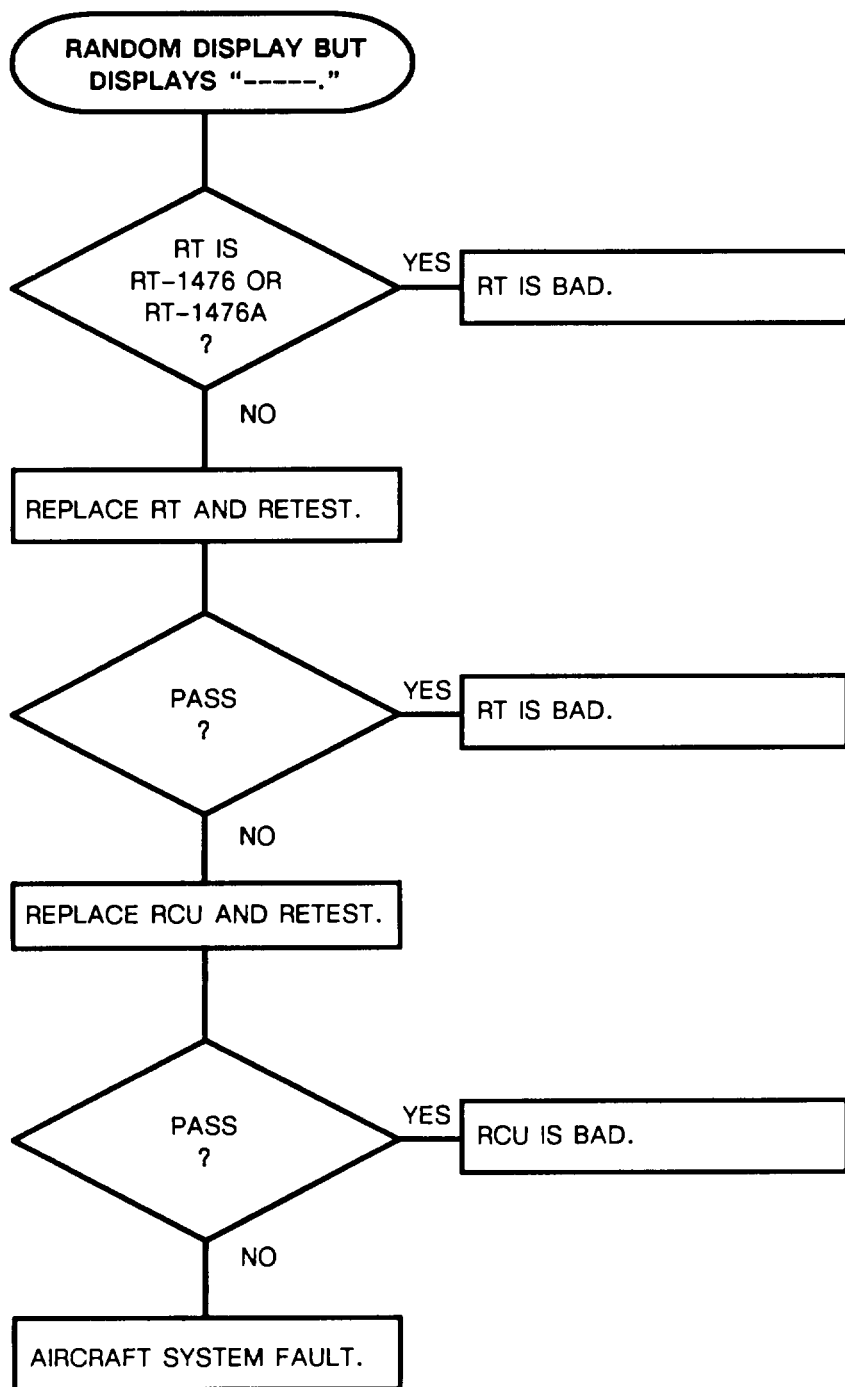 RANDOM DISPLAY BUT
DISPLAYS “-----.”
RT IS
RT-1476 OR
RT-1476A
?
YES
RT IS BAD.
NO
REPLACE RT AND RETEST.
PASS
?
YES
RT IS BAD.
NO
REPLACE RCU AND RETEST.
PASS
?
YES
RCU IS BAD.
NO
AIRCRAFT SYSTEM FAULT.